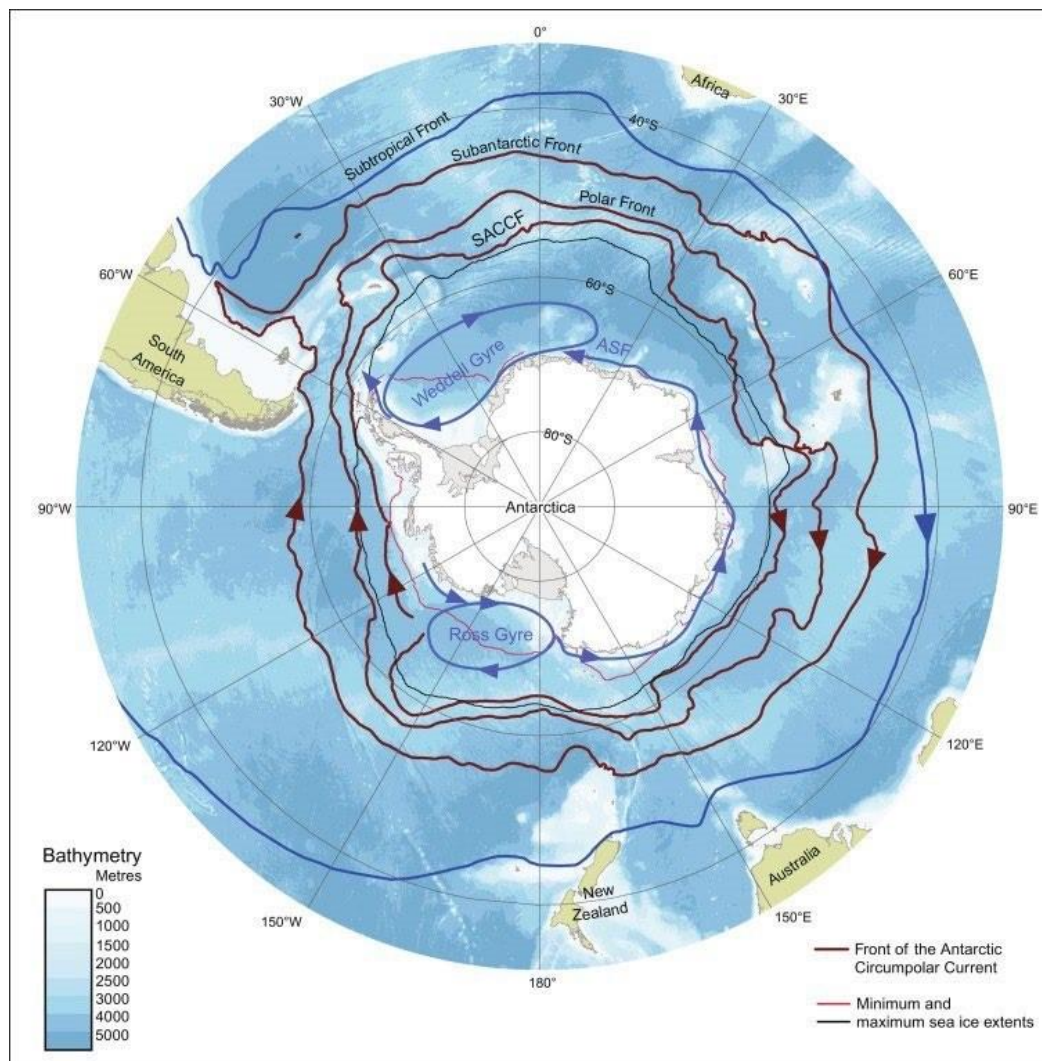 0°
Africa
30°W
30°E
40°S
Subtropical Front
Subantarctic Front
Polar Front
SACCF
60°W
60°E
60°S
South
America
Weddell Gyre
ASF
80°S
90°W
Antarctica
90°E
Ross Gyre
120°W
120°E
Bathymetry
Metres
0
500
1000
1500
2000
3000
4000
5000
150°W
New
Zealand
Australia
150°E
180°
Front of the Antarctic
Circumpolar Current
Minimum and
maximum sea ice extents